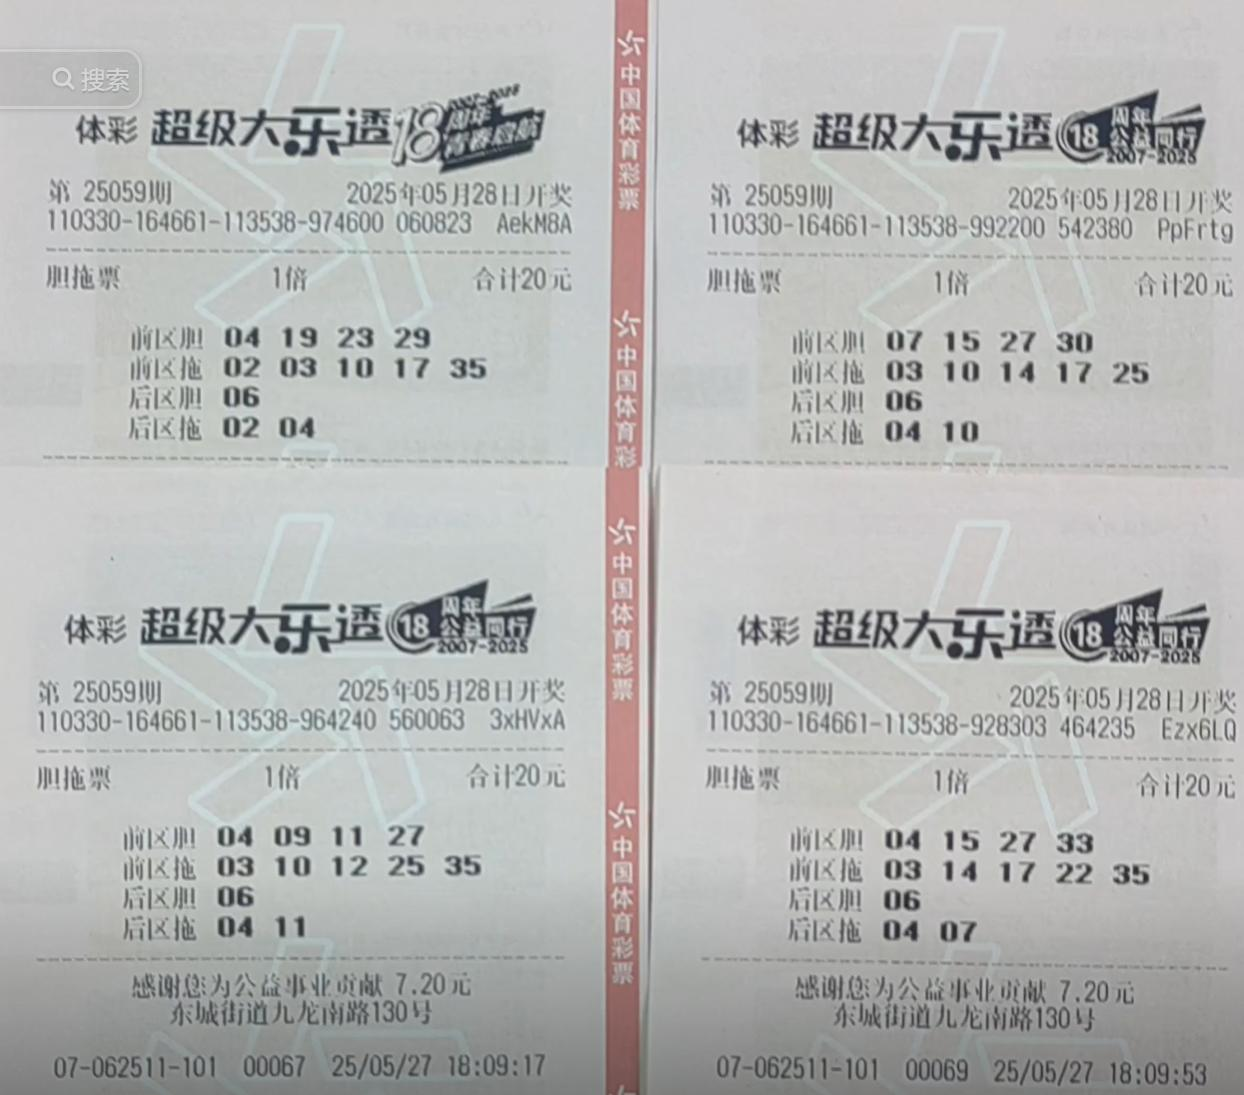 搜索
体彩 超级大乐透 18周年 青春启航 2007-2025
第 25059期 2025年05月28日开奖
110330-164661-113538-974600 060823 AekM8A
胆拖票 1倍 合计20元
前区胆 04 19 23 29
前区拖 02 03 10 17 35
后区胆 06
后区拖 02 04
体彩 超级大乐透 18周年 公益同行 2007-2025
第 25059期 2025年05月28日开奖
110330-164661-113538-992200 542380 PpFrtg
胆拖票 1倍 合计20元
前区胆 07 15 27 30
前区拖 03 10 14 17 25
后区胆 06
后区拖 04 10
中国体育彩票
中国体育彩
体彩 超级大乐透 18周年 公益同行 2007-2025
第 25059期 2025年05月28日开奖
110330-164661-113538-964240 560063 3xHVxA
胆拖票 1倍 合计20元
前区胆 04 09 11 27
前区拖 03 10 12 25 35
后区胆 06
后区拖 04 11
感谢您为公益事业贡献 7.20元
东城街道九龙南路130号
07-062511-101 00067 25/05/27 18:09:17
体彩 超级大乐透 18周年 公益同行 2007-2025
第 25059期 2025年05月28日开奖
110330-164661-113538-928303 464235 Ezx6LQ
胆拖票 1倍 合计20元
前区胆 04 15 27 33
前区拖 03 14 17 22 35
后区胆 06
后区拖 04 07
感谢您为公益事业贡献 7.20元
东城街道九龙南路130号
07-062511-101 00069 25/05/27 18:09:53
中国体育彩票
中国体育彩票